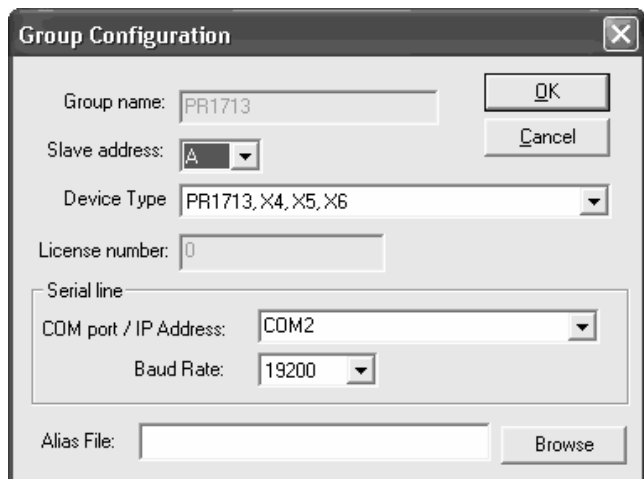 Group Configuration
Group name: PR1713
OK
Slave address: A
Cancel
Device Type PR1713, X4, X5, X6
License number: 0
Serial line
COM port / IP Address: COM2
Baud Rate: 19200
Alias File:
Browse